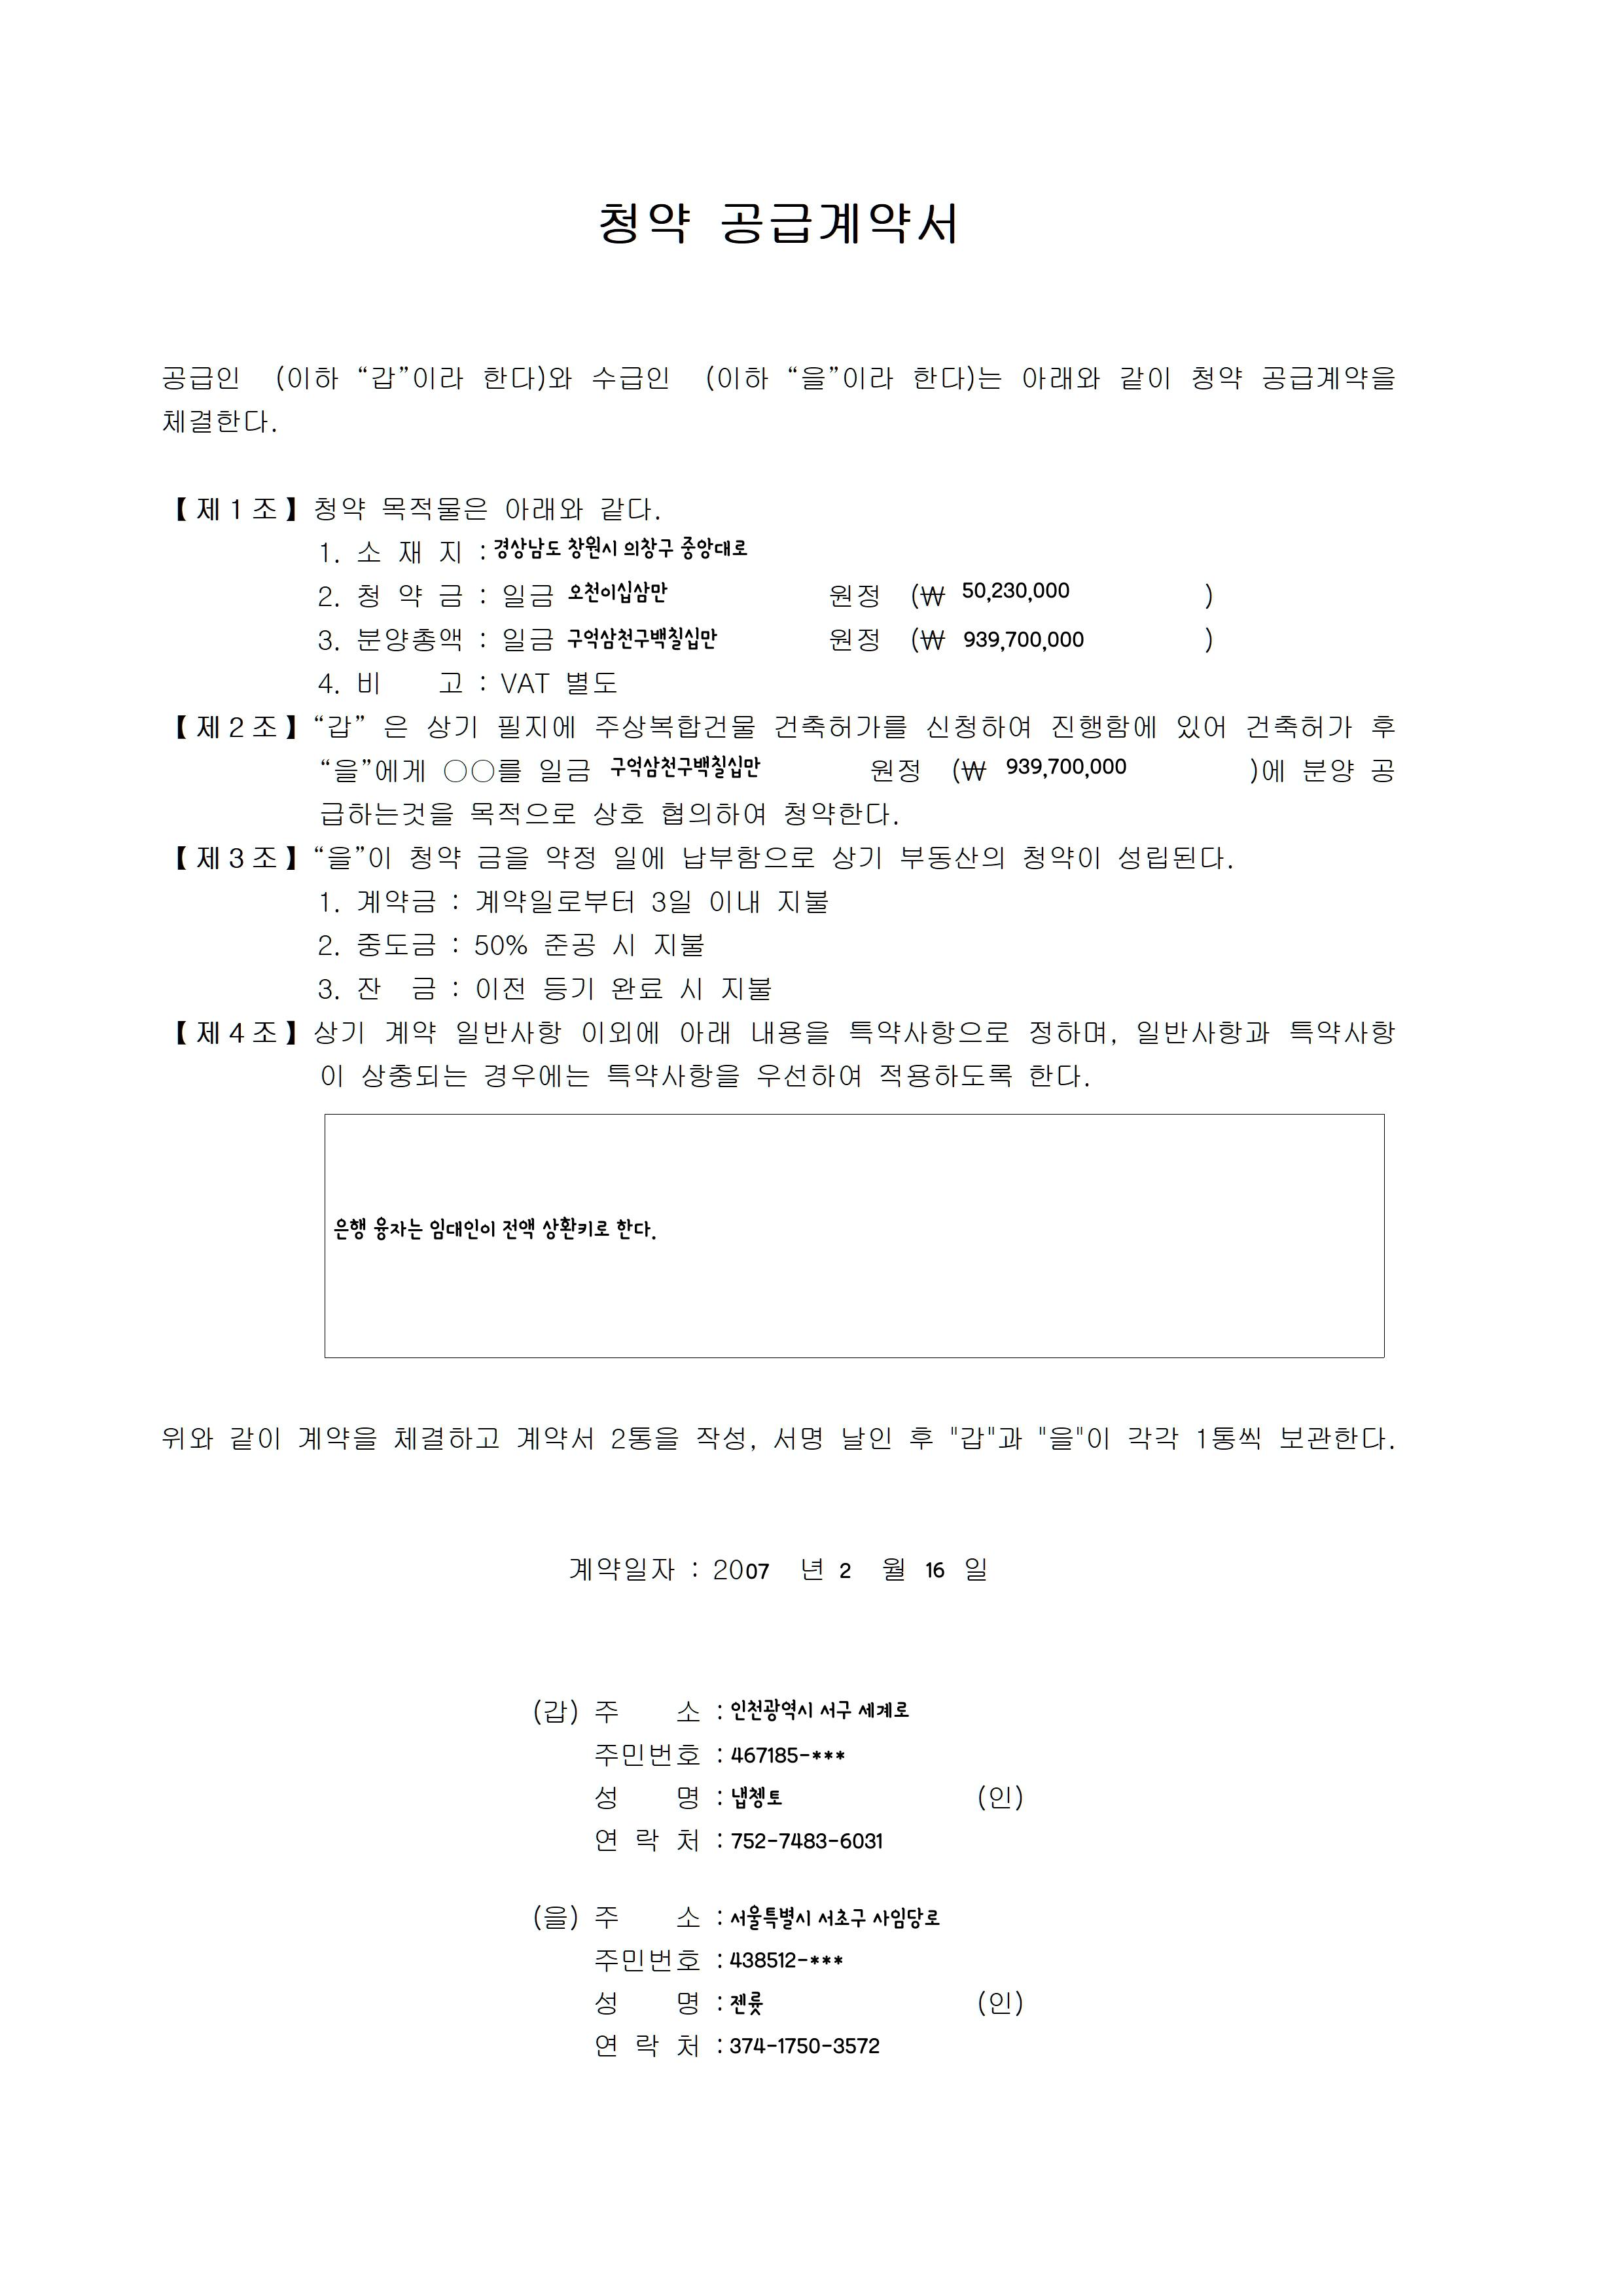 청약 공급계약서
공급인 (이하 “갑”이라 한다)와 수급인 (이하 “을”이라 한다)는 아래와 같이 청약 공급계약을
체결한다.
【제1조】청약 목적물은 아래와 같다.
1. 소 재 지 : 경상남도 창원시 의창구 중앙대로
2. 청 약 금 : 일금 오천이십삼만 원정 (₩ 50,230,000 )
3. 분양총액 : 일금 구억삼천구백칠십만 원정 (₩ 939,700,000 )
4. 비 고 : VAT 별도
【제2조】“갑” 은 상기 필지에 주상복합건물 건축허가를 신청하여 진행함에 있어 건축허가 후
“을”에게 ○○를 일금 구억삼천구백칠십만 원정 (₩ 939,700,000 )에 분양 공
급하는것을 목적으로 상호 협의하여 청약한다.
【제3조】“을”이 청약 금을 약정 일에 납부함으로 상기 부동산의 청약이 성립된다.
1. 계약금 : 계약일로부터 3일 이내 지불
2. 중도금 : 50% 준공 시 지불
3. 잔 금 : 이전 등기 완료 시 지불
【제4조】상기 계약 일반사항 이외에 아래 내용을 특약사항으로 정하며, 일반사항과 특약사항
이 상충되는 경우에는 특약사항을 우선하여 적용하도록 한다.
은행 융자는 임대인이 전액 상환키로 한다.
위와 같이 계약을 체결하고 계약서 2통을 작성, 서명 날인 후 "갑"과 "을"이 각각 1통씩 보관한다.
계약일자 : 2007 년 2 월 16 일
(갑) 주 소 : 인천광역시 서구 세계로
주민번호 : 467185-***
성 명 : 냅쳉토 (인)
연 락 처 : 752-7483-6031
(을) 주 소 : 서울특별시 서초구 사임당로
주민번호 : 438512-***
성 명 : 젠륫 (인)
연 락 처 : 374-1750-3572